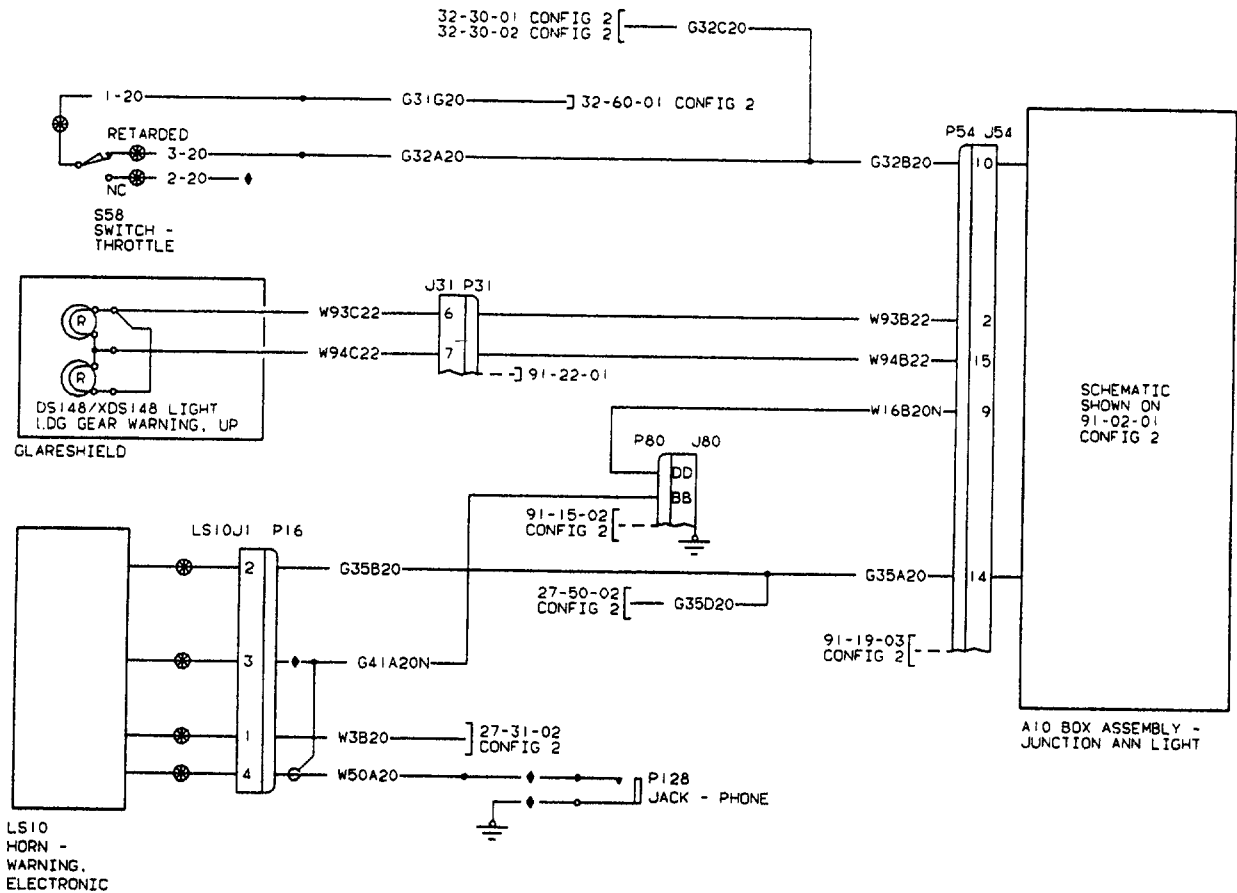 32-30-01 CONFIG 2
32-30-02 CONFIG 2
G32C20
1-20
G31G20
32-60-01 CONFIG 2
RETARDED
3-20
G32A20
G32B20
P54 J54
10
2-20
NC
S58
SWITCH -
THROTTLE
J31 P31
R
W93C22
6
W93B22
2
W94C22
7
W94B22
15
R
91-22-01
DS148/XDS148 LIGHT
LDG GEAR WARNING, UP
GLARESHIELD
W16B20N
9
SCHEMATIC
SHOWN ON
91-02-01
CONFIG 2
P80 J80
DD
BB
91-15-02
CONFIG 2
LS10J1 P16
2
G35B20
G35A20
14
27-50-02
CONFIG 2
G35D20
91-19-03
CONFIG 2
3
G41A20N
1
W3B20
27-31-02
CONFIG 2
4
W50A20
P128
JACK - PHONE
A10 BOX ASSEMBLY -
JUNCTION ANN LIGHT
LS10
HORN -
WARNING,
ELECTRONIC